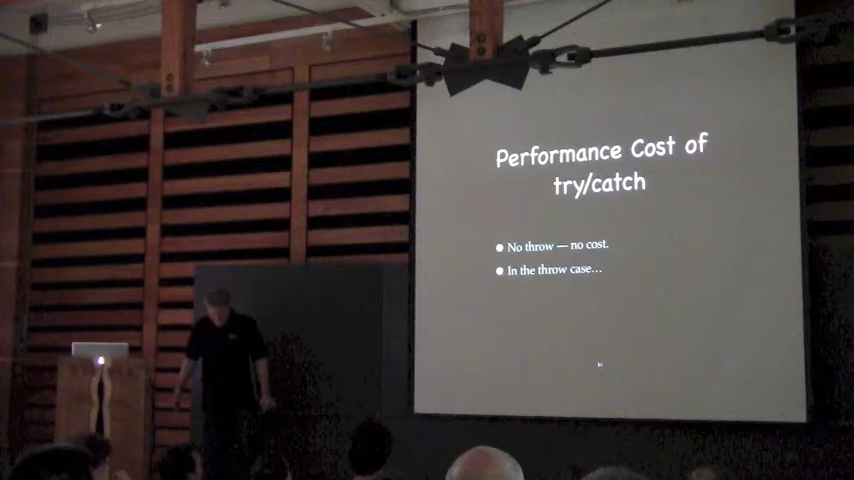 Performance Cost of
try/catch
No throw — no cost.
In the throw case…